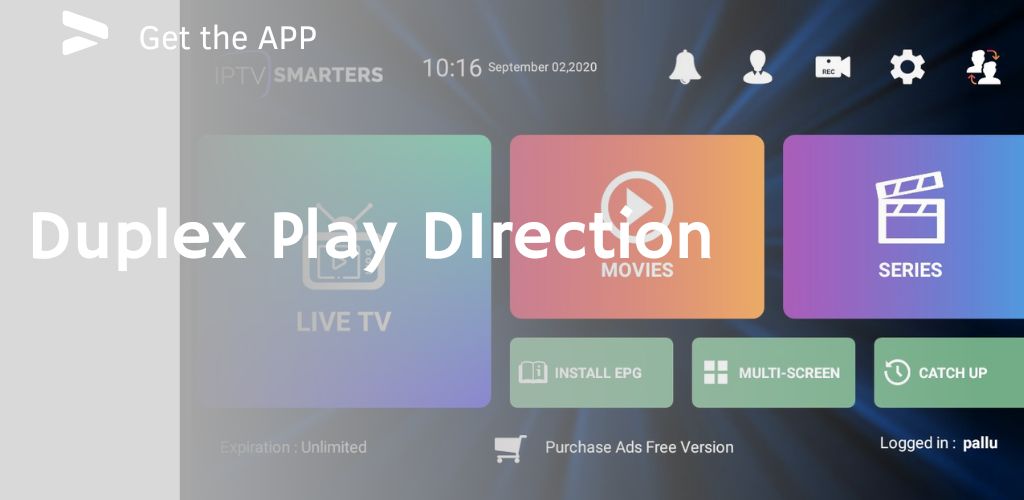 Get the APP
IPTV SMARTERS
10:16 September 02,2020
REC
Duplex Play DIrection
LIVE TV
MOVIES
SERIES
INSTALL EPG
MULTI-SCREEN
CATCH UP
Expiration : Unlimited
Purchase Ads Free Version
Logged in : pallu